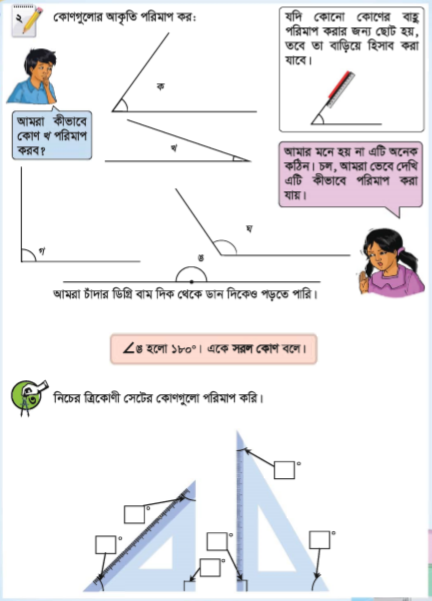 ২
কোণগুলোর আকৃতি পরিমাপ কর:
যদি কোনো কোণের বাহু
পরিমাপ করার জন্য ছোট হয়,
তবে তা বাড়িয়ে হিসাব করা
যাবে।
ক
আমরা কীভাবে
কোণ খ পরিমাপ
করব?
খ
আমার মনে হয় না এটি অনেক
কঠিন। চল, আমরা ভেবে দেখি
এটি কীভাবে পরিমাপ করা
যায়।
গ
ঘ
ঙ
আমরা চাঁদার ডিগ্রি বাম দিক থেকে ডান দিকেও পড়তে পারি।
∠ঙ হলো ১৮০°। একে সরল কোণ বলে।
৩
নিচের ত্রিকোণী সেটের কোণগুলো পরিমাপ করি।
°
°
°
°
°
°